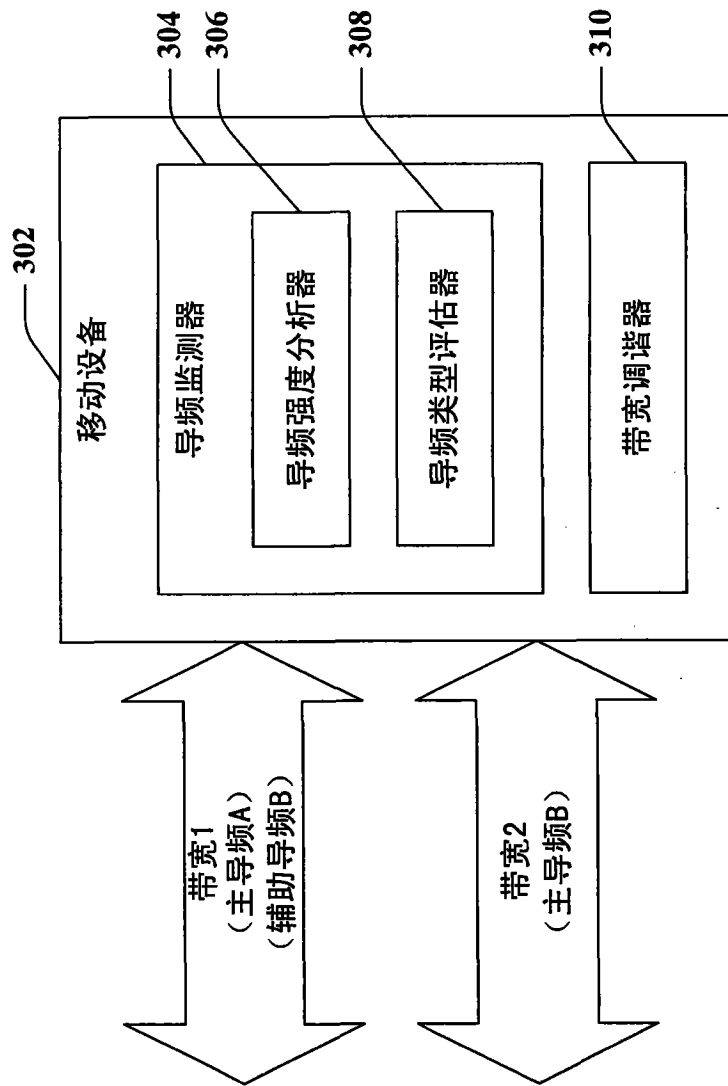 302
移动设备
304
导频监测器
306
导频强度分析器
308
导频类型评估器
310
带宽调谐器
带宽1
（主导频A）
（辅助导频B）
带宽2
（主导频B）